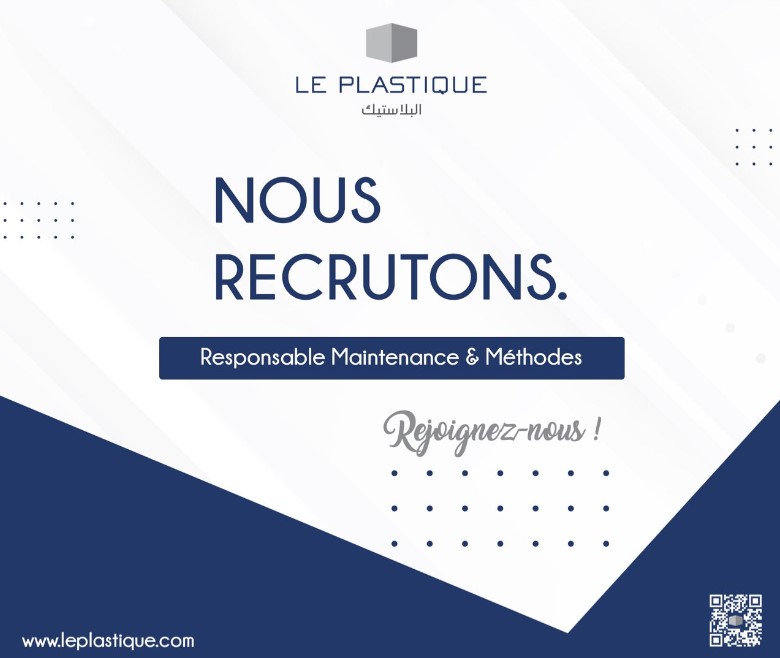 LE PLASTIQUE
البلاستيك
NOUS
RECRUTONS.
Responsable Maintenance & Méthodes
Rejoignez-nous !
www.leplastique.com